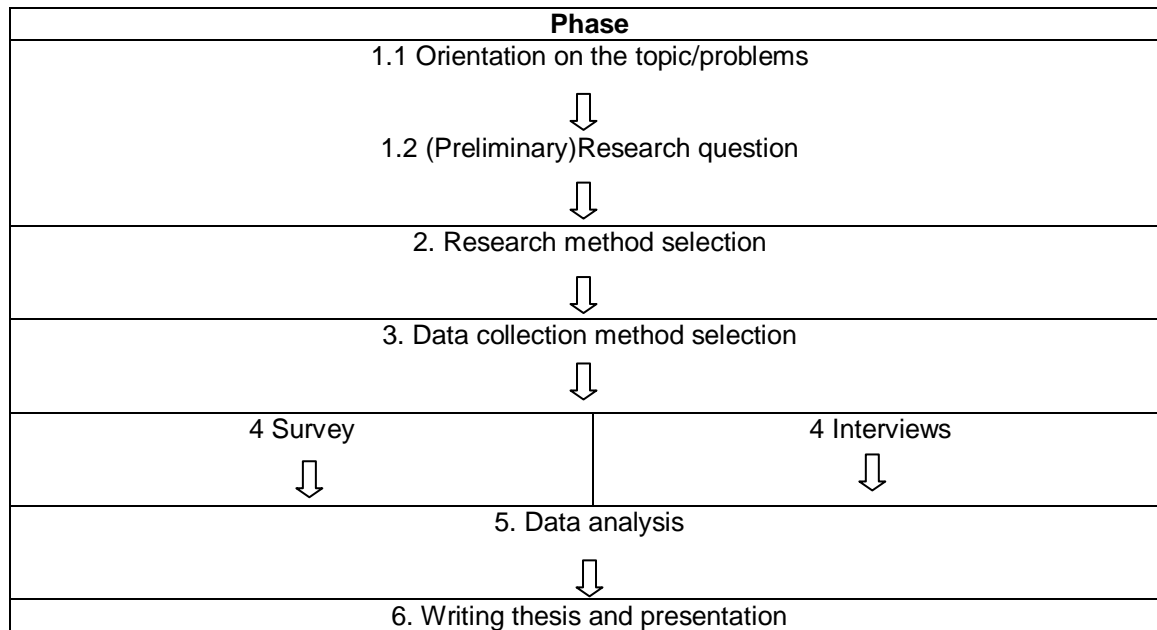 Phase
1.1 Orientation on the topic/problems
1.2 (Preliminary)Research question
2. Research method selection
3. Data collection method selection
4 Survey
4 Interviews
5. Data analysis
6. Writing thesis and presentation